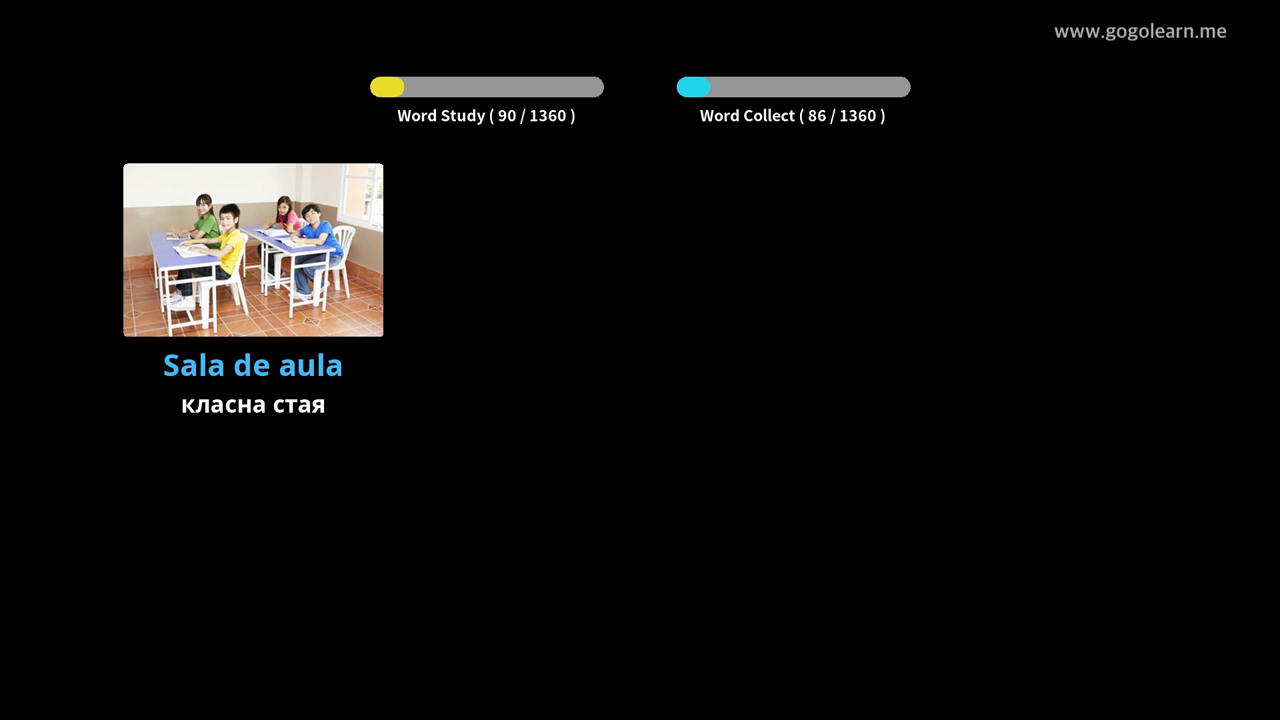 www.gogolearn.me
Word Study ( 90 / 1360 )
Word Collect ( 86 / 1360 )
Sala de aula
класна стая